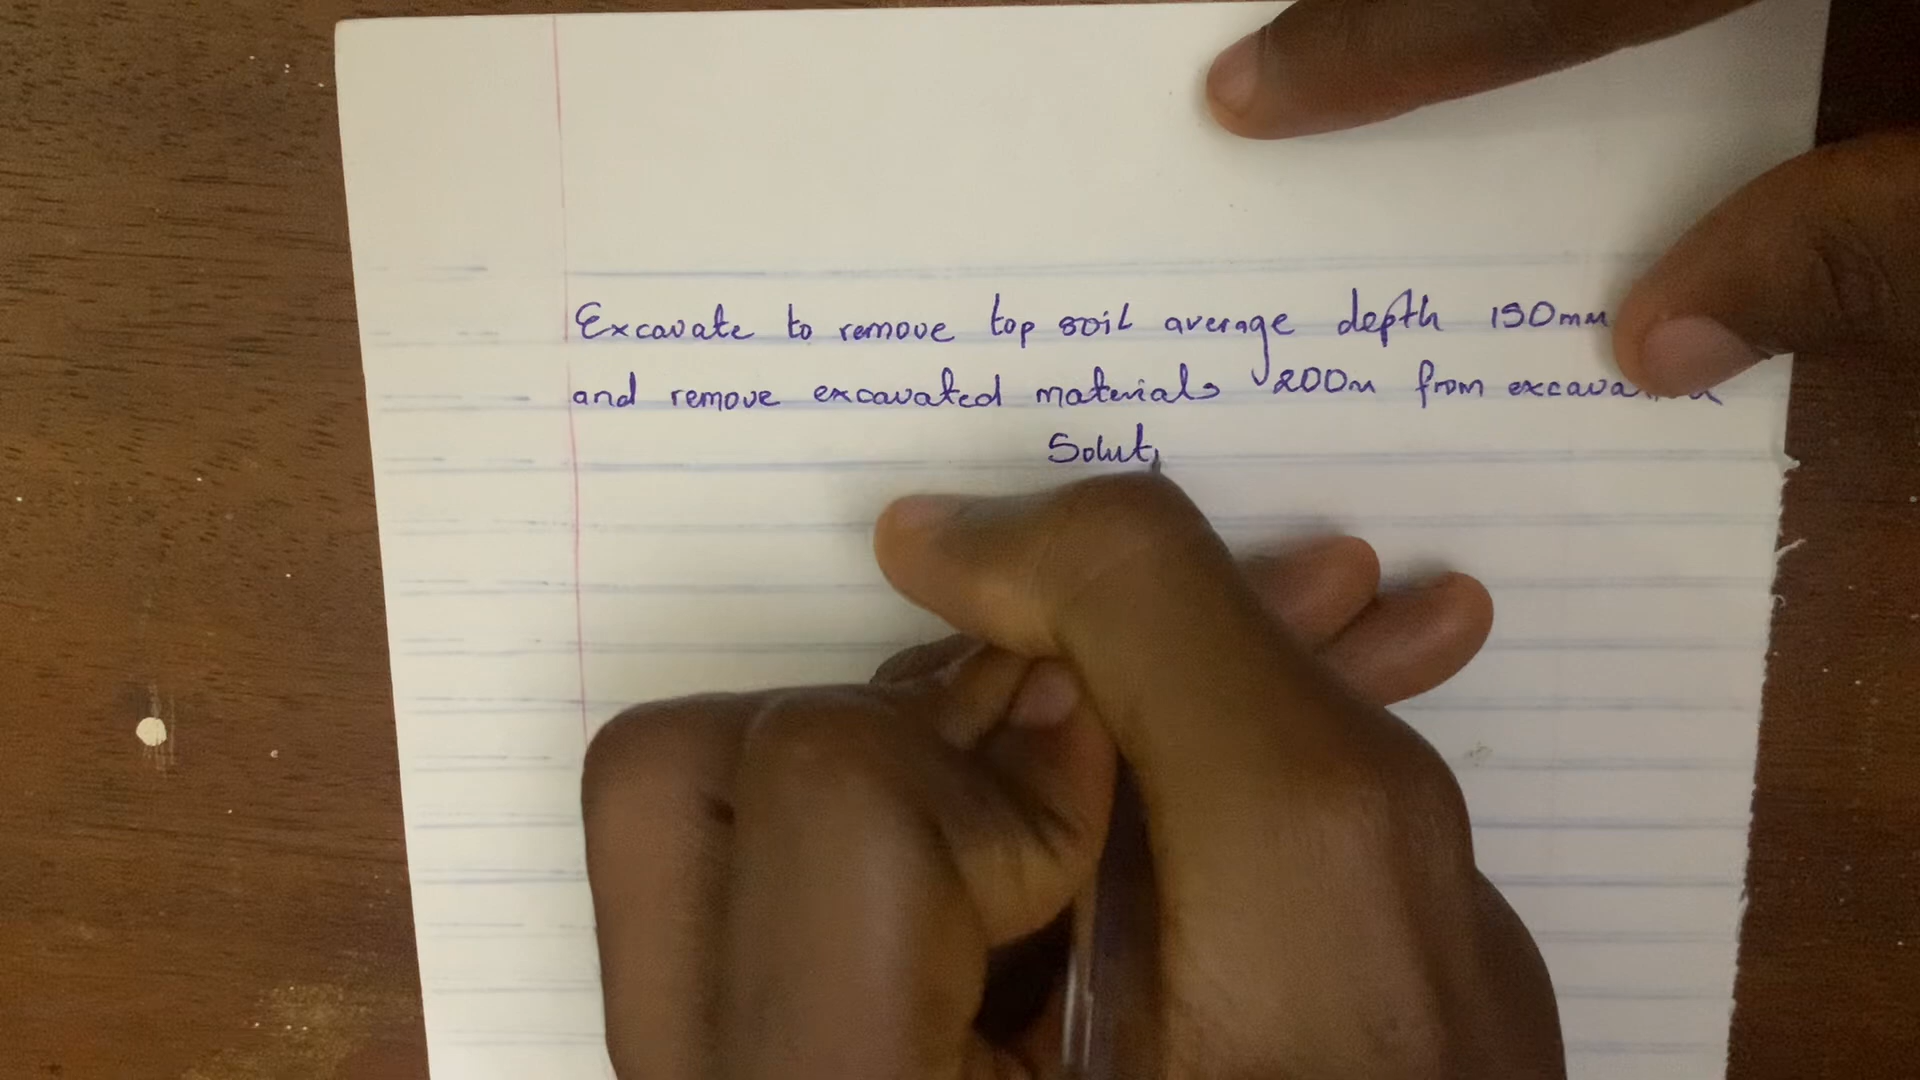 Excavate to remove top soil average depth 150mm
and remove excavated materials 200m from
Solut